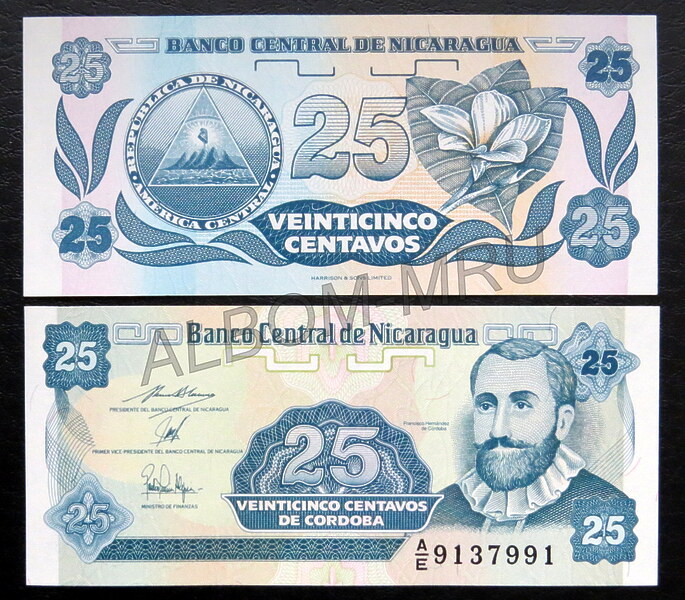 BANCO CENTRAL DE NICARAGUA
25
25
REPUBLICA DE NICARAGUA
AMERICA CENTRAL
25
25
VEINTICINCO
CENTAVOS
25
HARRISON & SONS LIMITED
ALBOM-MRU
Banco Central de Nicaragua
25
25
PRESIDENTE DEL BANCO CENTRAL DE NICARAGUA
Francisco Hernández
de Córdoba
PRIMER VICE PRESIDENTE DEL BANCO CENTRAL DE NICARAGUA
25
VEINTICINCO CENTAVOS
DE CORDOBA
MINISTRO DE FINANZAS
25
25
A/E 9137991